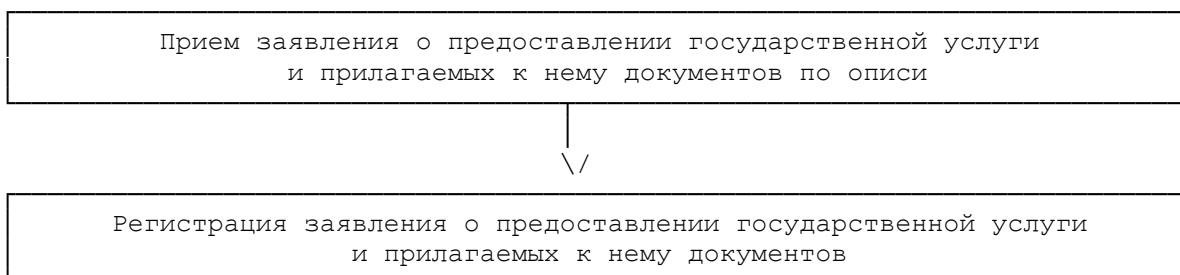 Прием заявления о предоставлении государственной услуги
и прилагаемых к нему документов по описи
\/
Регистрация заявления о предоставлении государственной услуги
и прилагаемых к нему документов